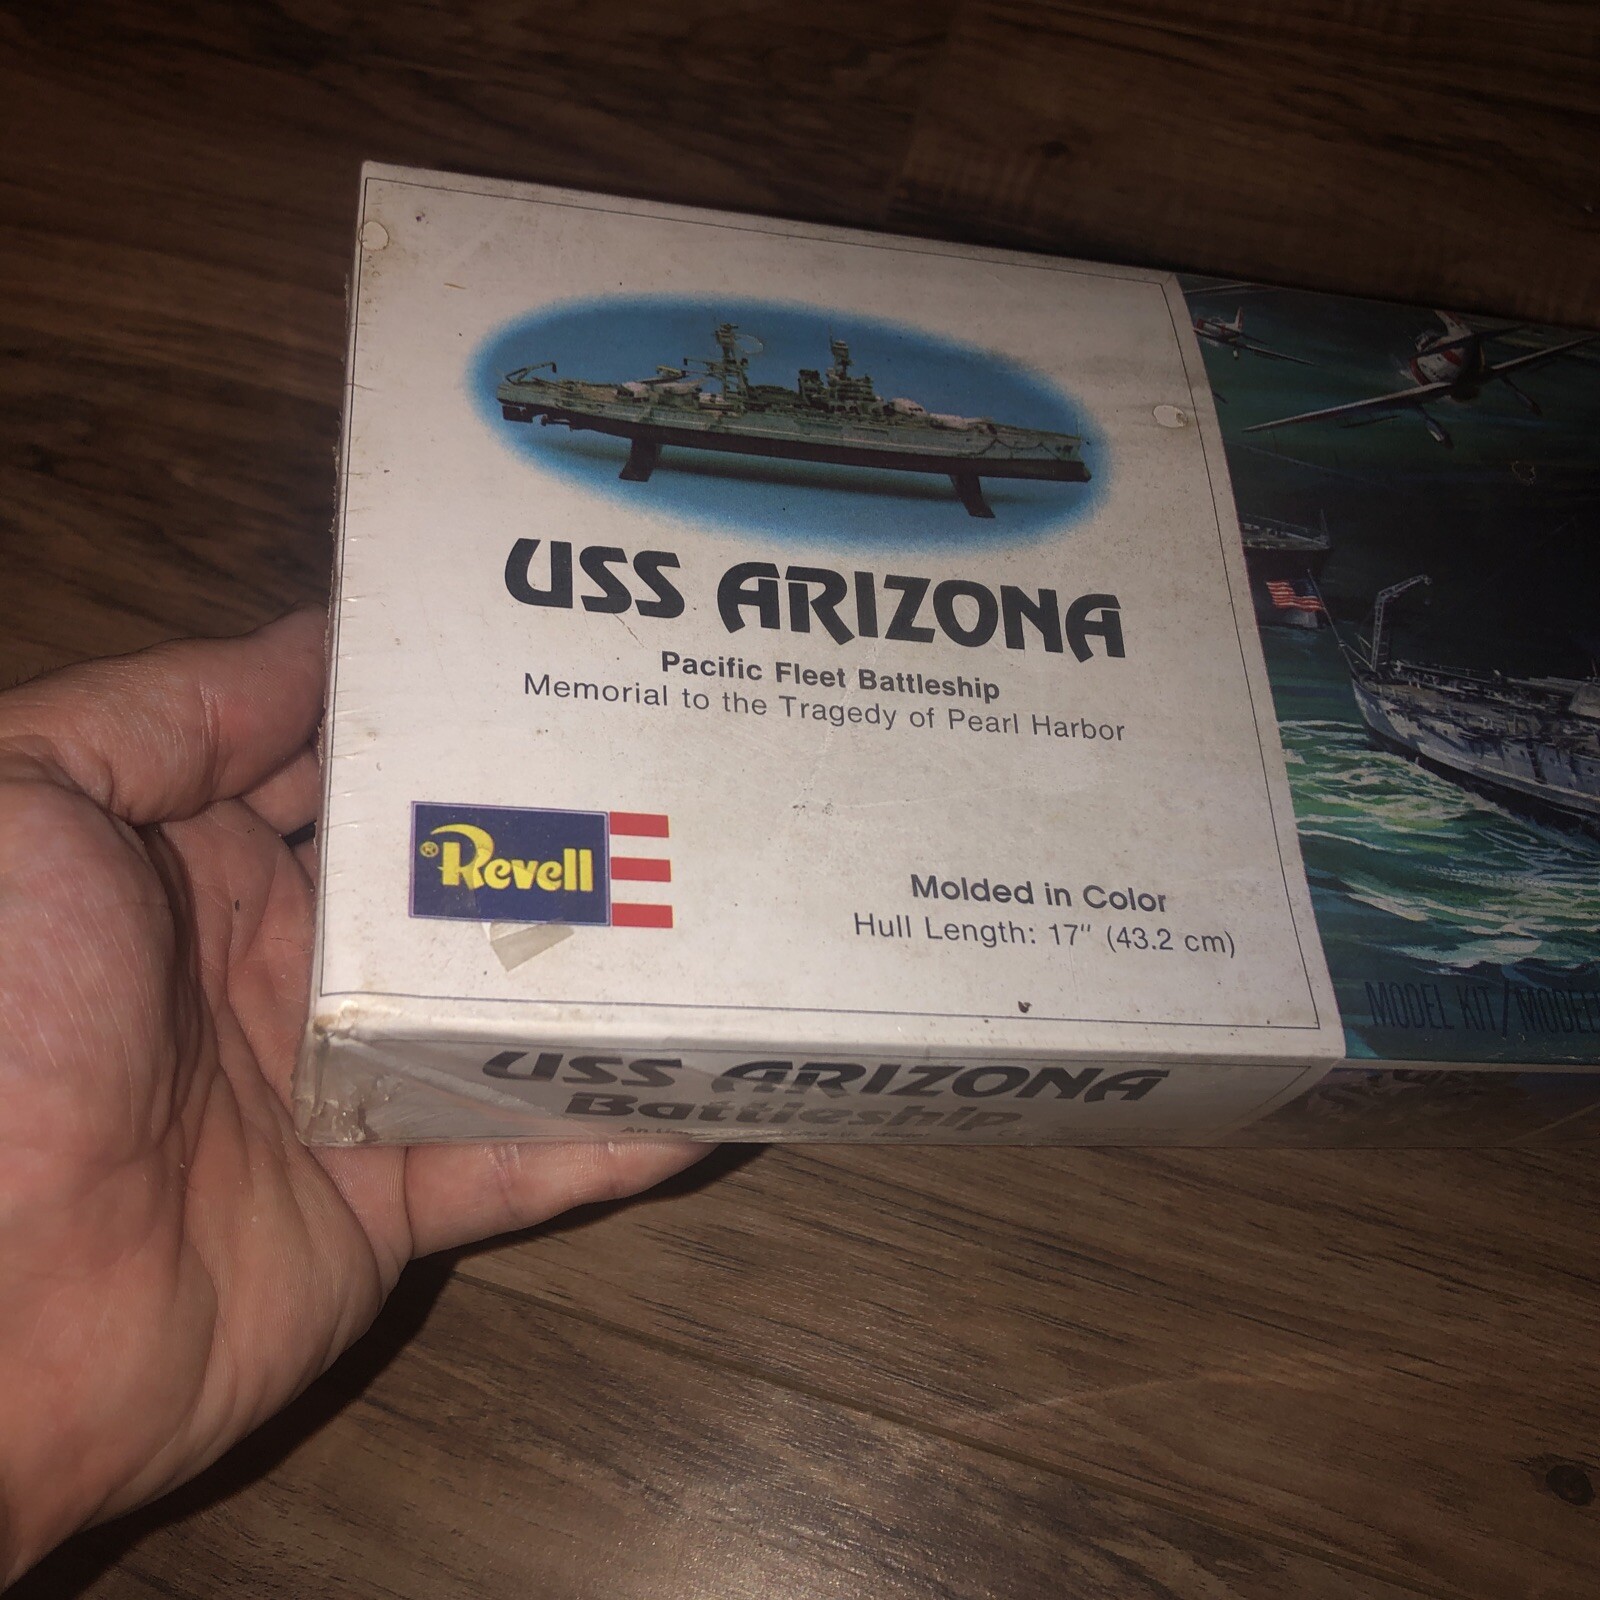 USS ARIZONA
Pacific Fleet Battleship
Memorial to the Tragedy of Pearl Harbor
® Revell
Molded in Color
Hull Length: 17" (43.2 cm)
MODEL KIT/MODEL
USS ARIZONA
Battleship